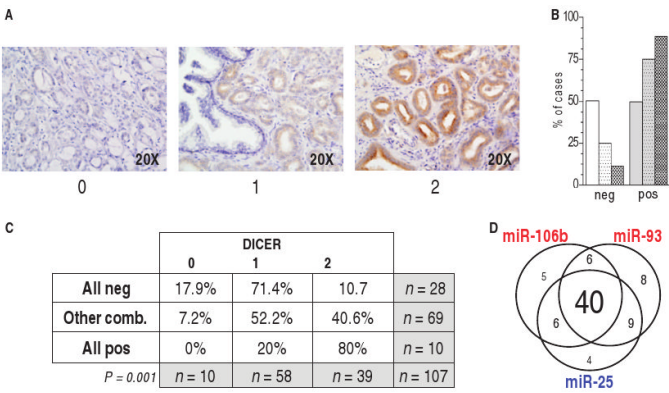 A
20X
20X
20X
0
1
2
B
% of cases
100
75
50
25
0
neg
pos
C
DICER
0
1
2
All neg
17.9%
71.4%
10.7
n = 28
Other comb.
7.2%
52.2%
40.6%
n = 69
All pos
0%
20%
80%
n = 10
P = 0.001
n = 10
n = 58
n = 39
n = 107
D
miR-106b
miR-93
6
5
8
40
6
9
4
miR-25